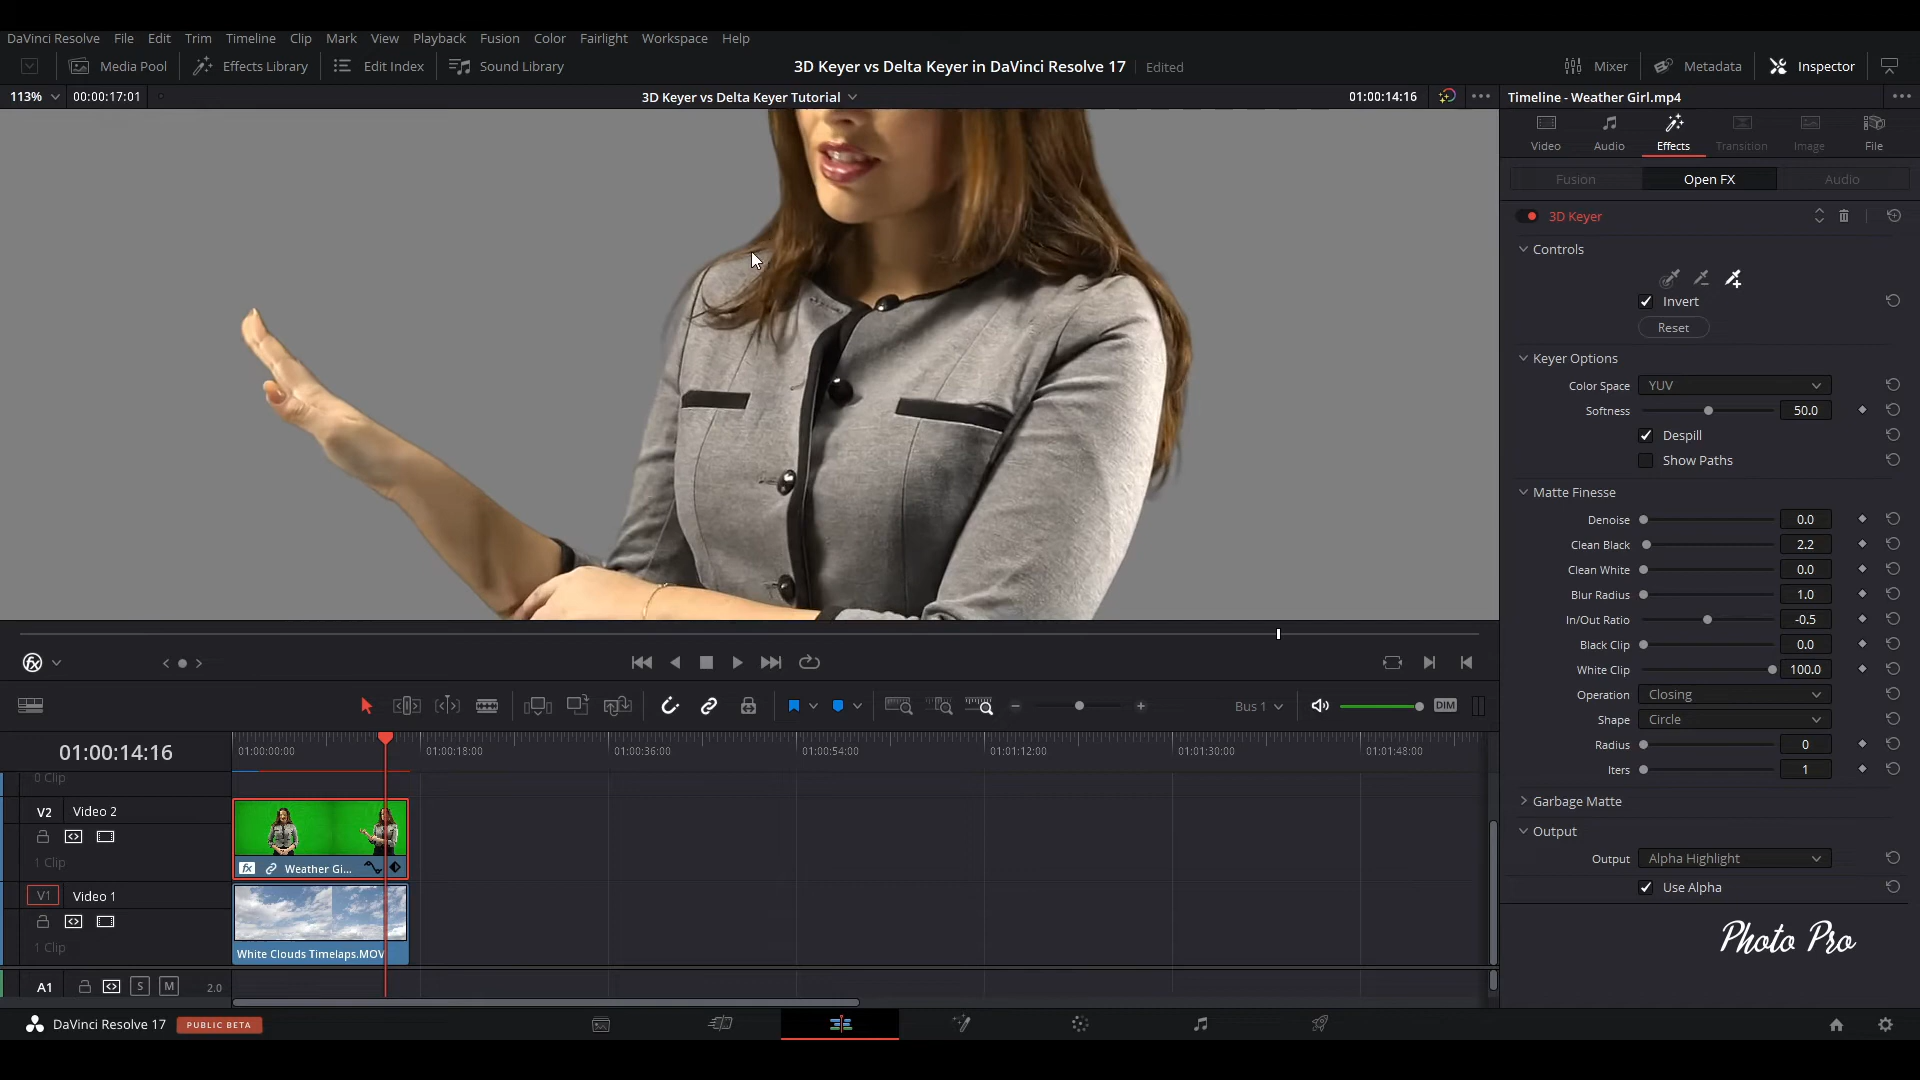 DaVinci Resolve File Edit Trim Timeline Clip Mark View Playback Fusion Color Fairlight Workspace Help
Media Pool Effects Library Edit Index Sound Library 3D Keyer vs Delta Keyer in DaVinci Resolve 17 Edited Mixer Metadata Inspector
113% 00:00:17:01 3D Keyer vs Delta Keyer Tutorial 01:00:14:16 Timeline - Weather Girl.mp4
Video Audio Effects Transition Image File
Fusion Open FX Audio
3D Keyer
Controls
Invert
Reset
Keyer Options
Color Space YUV
Softness 50.0
Despill
Show Paths
Matte Finesse
Denoise 0.0
Clean Black 2.2
Clean White 0.0
Blur Radius 1.0
In/Out Ratio -0.5
Black Clip 0.0
White Clip 100.0
Operation Closing
Shape Circle
Radius 0
Iters 1
Garbage Matte
Output
Output Alpha Highlight
Use Alpha
Photo Pro
fx
Bus 1 DIM
01:00:14:16 01:00:00:00 01:00:18:00 01:00:36:00 01:00:54:00 01:01:12:00 01:01:30:00 01:01:48:00
0 Clip
V2 Video 2
1 Clip
fx Weather Gi...
V1 Video 1
1 Clip
White Clouds Timelaps.MOV
A1 S M 2.0
DaVinci Resolve 17 PUBLIC BETA